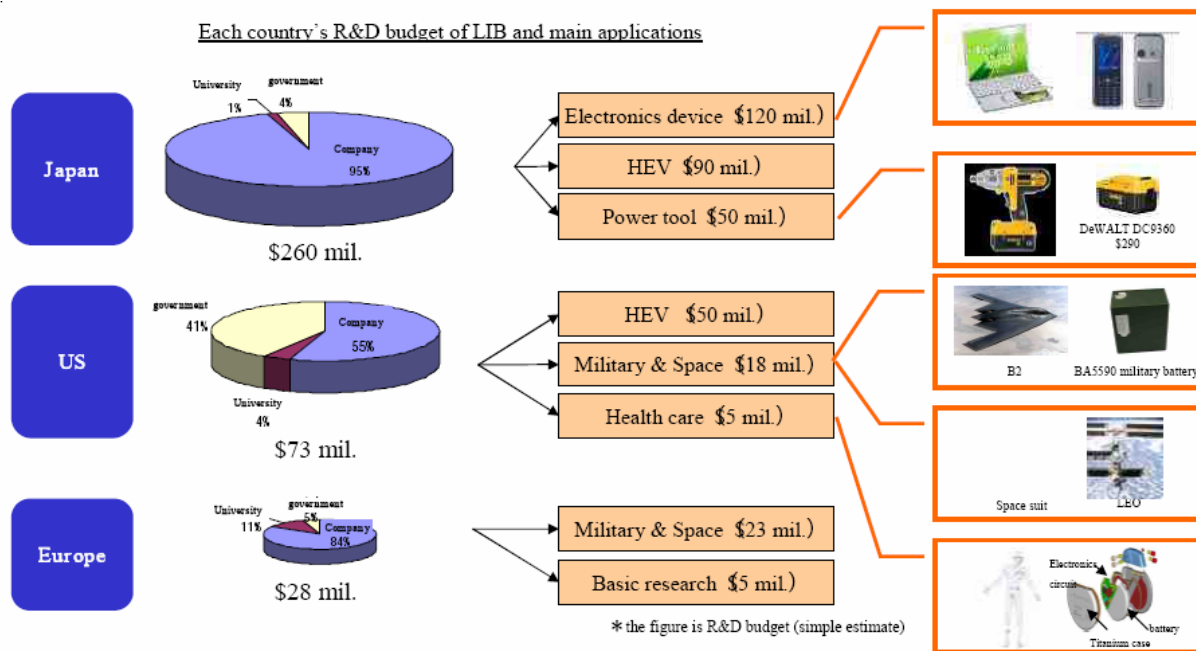 Each country's R&D budget of LIB and main applications
Japan
University
1%
government
4%
Company
95%
$260 mil.
Electronics device $120 mil.)
HEV $90 mil.)
Power tool $50 mil.)
DeWALT DC9360
$290
US
government
41%
Company
55%
University
4%
$73 mil.
HEV $50 mil.)
Military & Space $18 mil.)
Health care $5 mil.)
B2
BA5590 military battery
Space suit
LEO
Europe
University
11%
government
5%
Company
84%
$28 mil.
Military & Space $23 mil.)
Basic research $5 mil.)
Electronics
circuit
battery
Titanium case
*the figure is R&D budget (simple estimate)